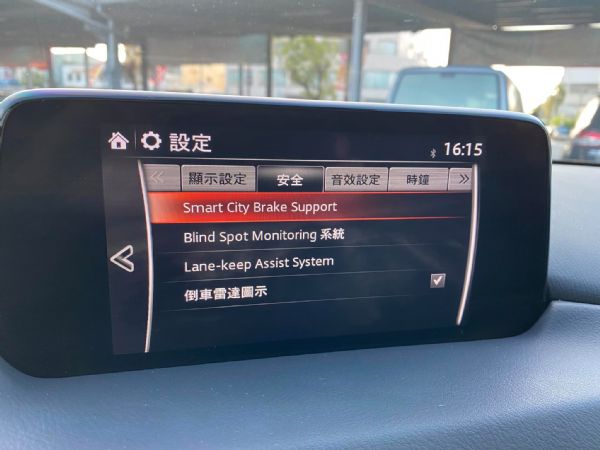 設定
16:15
顯示設定 安全 音效設定 時鐘
Smart City Brake Support
Blind Spot Monitoring 系統
Lane-keep Assist System
倒車雷達圖示